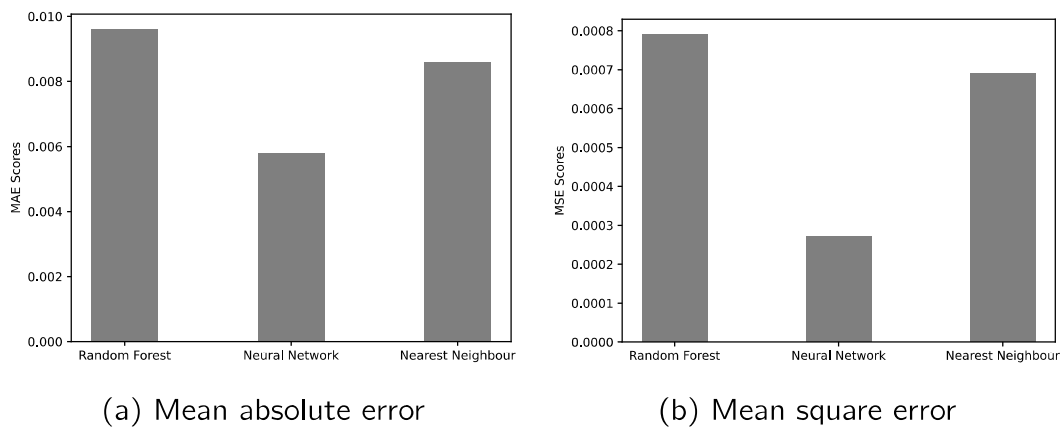 MAE Scores
0.010
0.008
0.006
0.004
0.002
0.000
Random Forest
Neural Network
Nearest Neighbour
(a) Mean absolute error
MSE Scores
0.0008
0.0007
0.0006
0.0005
0.0004
0.0003
0.0002
0.0001
0.0000
Random Forest
Neural Network
Nearest Neighbour
(b) Mean square error